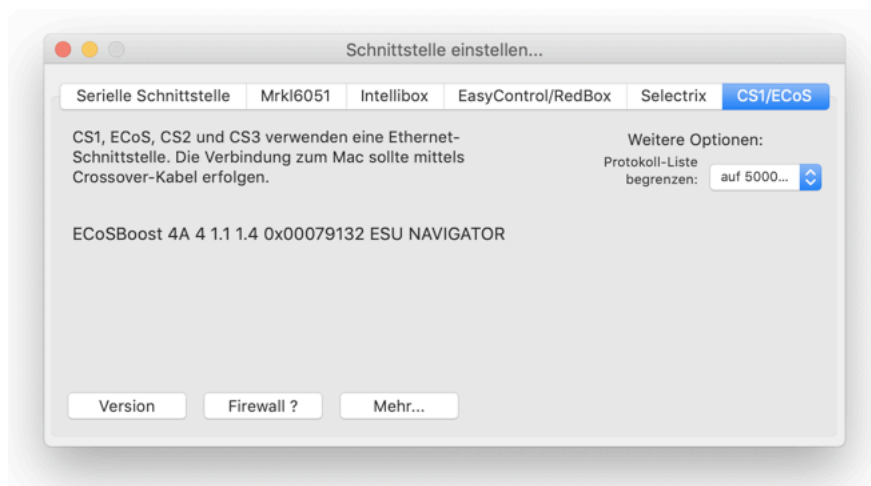 Schnittstelle einstellen...
Serielle Schnittstelle Mrkl6051 Intellibox EasyControl/RedBox Selectrix CS1/ECoS
CS1, ECoS, CS2 und CS3 verwenden eine Ethernet-
Schnittstelle. Die Verbindung zum Mac sollte mittels
Crossover-Kabel erfolgen.
Weitere Optionen:
Protokoll-Liste
begrenzen: auf 5000...
ECoSBoost 4A 4 1.1 1.4 0x00079132 ESU NAVIGATOR
Version Firewall ? Mehr...